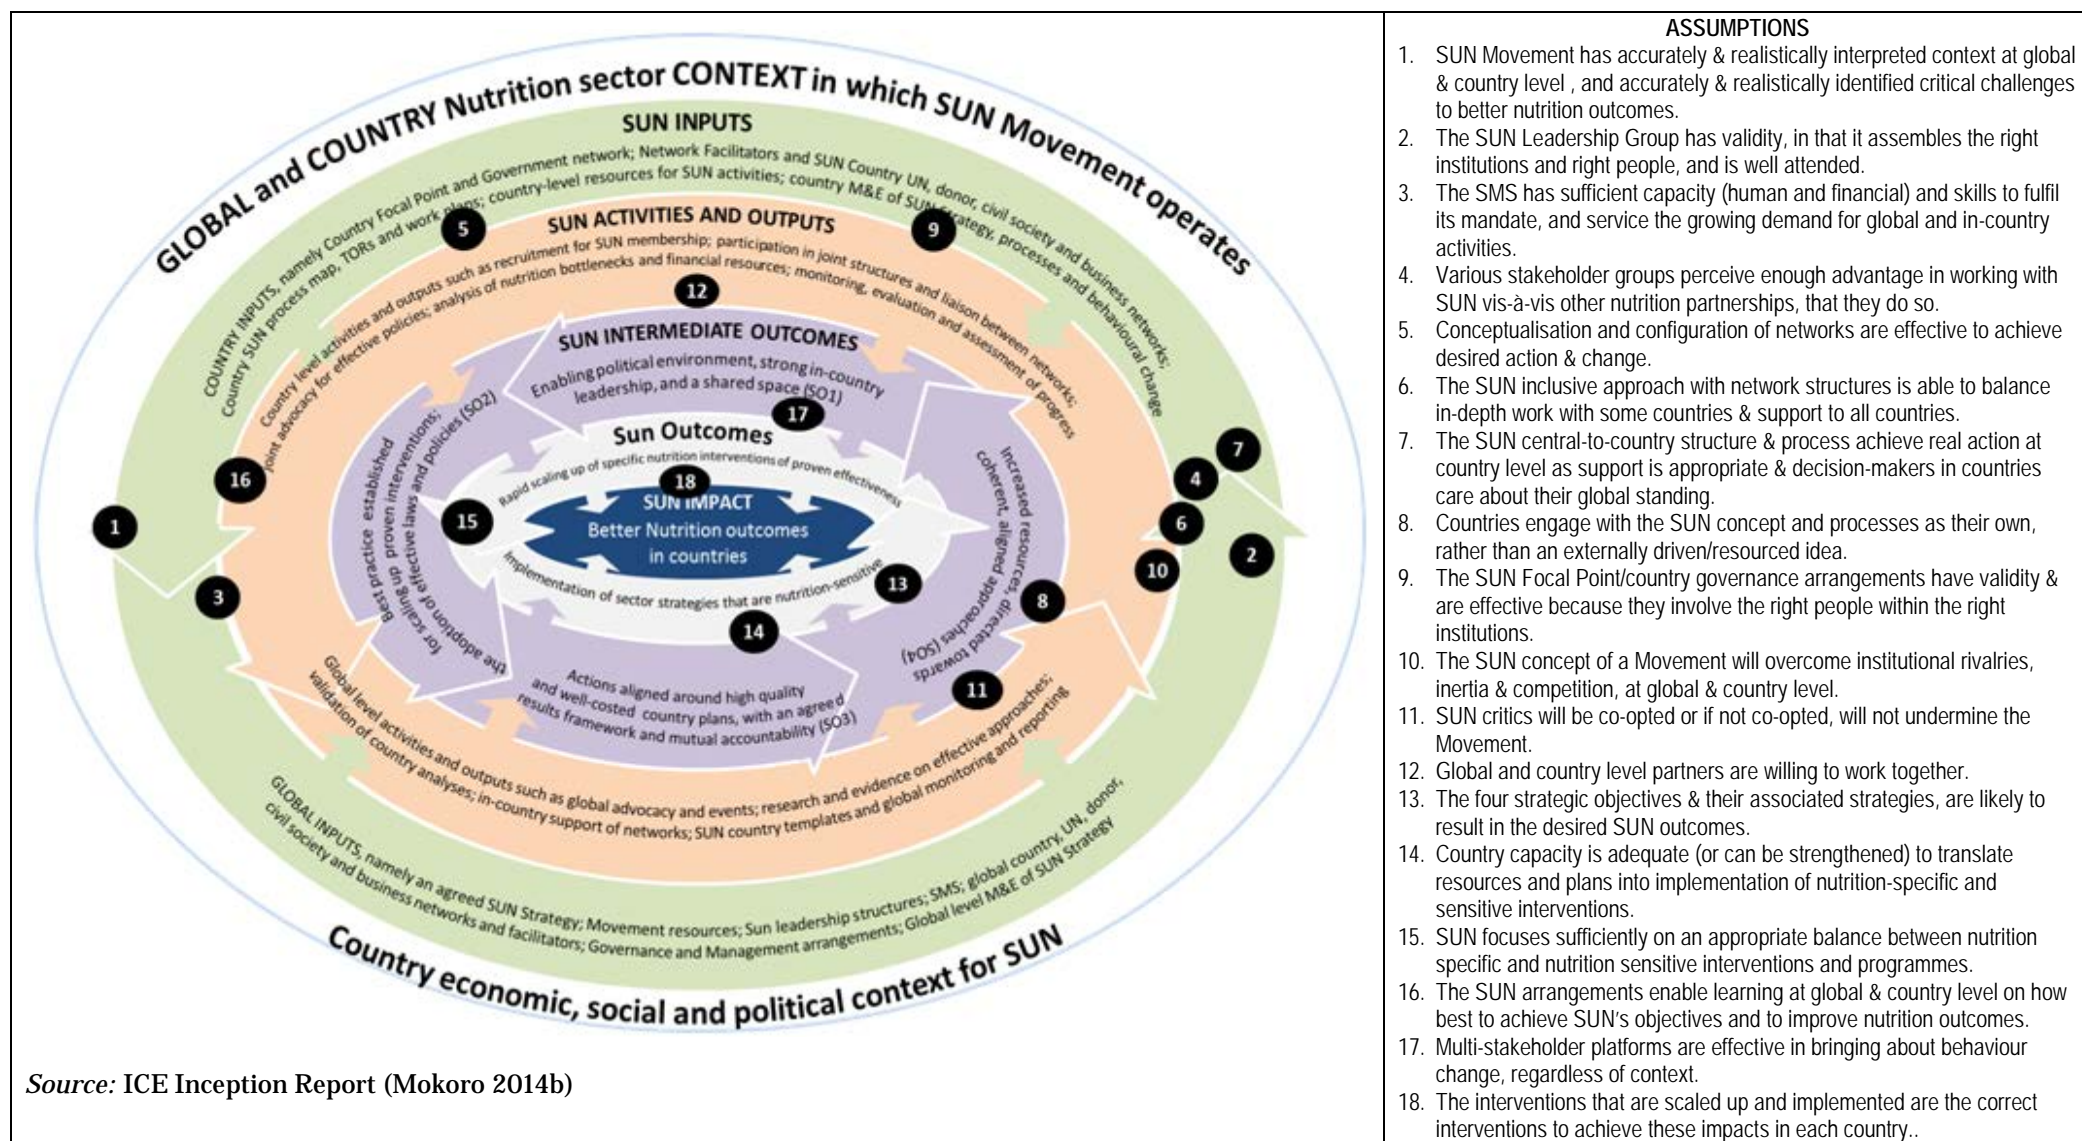 GLOBAL and COUNTRY Nutrition sector CONTEXT in which SUN Movement operates
SUN INPUTS
COUNTRY INPUTS, namely Country Focal Point and Government network; Network Facilitators and SUN Country UN, donor, civil society and business networks;
Country SUN process map, TORs and work plans; country-level resources for SUN activities; country M&E of SUN Strategy, processes and behavioural change
5
9
SUN ACTIVITIES AND OUTPUTS
Country level activities and outputs such as recruitment for SUN membership; participation in joint structures and liaison between networks;
joint advocacy for effective policies; analysis of nutrition bottlenecks and financial resources; monitoring, evaluation and assessment of progress
12
SUN INTERMEDIATE OUTCOMES
Enabling political environment, strong in-country
leadership, and a shared space (SO1)
17
Best practice established
for scaling up proven interventions;
the adoption of effective laws and policies (SO2)
Sun Outcomes
Rapid scaling up of specific nutrition interventions of proven effectiveness
18
SUN IMPACT
Better Nutrition outcomes
in countries
Implementation of sector strategies that are nutrition-sensitive
Increased resources, directed towards
coherent, aligned approaches (SO4)
16
15
1
3
7
4
6
2
10
13
8
14
11
Actions aligned around high quality
and well-costed country plans, with an agreed
results framework and mutual accountability (SO3)
Global level activities and outputs such as global advocacy and events; research and evidence on effective approaches;
validation of country analyses; in-country support of networks; SUN country templates and global monitoring and reporting
GLOBAL INPUTS, namely an agreed SUN Strategy; Movement resources; Sun leadership structures; SMS; global country, UN, donor,
civil society and business networks and facilitators; Governance and Management arrangements; Global level M&E of SUN Strategy
Country economic, social and political context for SUN
Source: ICE Inception Report (Mokoro 2014b)
ASSUMPTIONS
1. SUN Movement has accurately & realistically interpreted context at global
& country level , and accurately & realistically identified critical challenges
to better nutrition outcomes.
2. The SUN Leadership Group has validity, in that it assembles the right
institutions and right people, and is well attended.
3. The SMS has sufficient capacity (human and financial) and skills to fulfil
its mandate, and service the growing demand for global and in-country
activities.
4. Various stakeholder groups perceive enough advantage in working with
SUN vis-à-vis other nutrition partnerships, that they do so.
5. Conceptualisation and configuration of networks are effective to achieve
desired action & change.
6. The SUN inclusive approach with network structures is able to balance
in-depth work with some countries & support to all countries.
7. The SUN central-to-country structure & process achieve real action at
country level as support is appropriate & decision-makers in countries
care about their global standing.
8. Countries engage with the SUN concept and processes as their own,
rather than an externally driven/resourced idea.
9. The SUN Focal Point/country governance arrangements have validity &
are effective because they involve the right people within the right
institutions.
10. The SUN concept of a Movement will overcome institutional rivalries,
inertia & competition, at global & country level.
11. SUN critics will be co-opted or if not co-opted, will not undermine the
Movement.
12. Global and country level partners are willing to work together.
13. The four strategic objectives & their associated strategies, are likely to
result in the desired SUN outcomes.
14. Country capacity is adequate (or can be strengthened) to translate
resources and plans into implementation of nutrition-specific and
sensitive interventions.
15. SUN focuses sufficiently on an appropriate balance between nutrition
specific and nutrition sensitive interventions and programmes.
16. The SUN arrangements enable learning at global & country level on how
best to achieve SUN's objectives and to improve nutrition outcomes.
17. Multi-stakeholder platforms are effective in bringing about behaviour
change, regardless of context.
18. The interventions that are scaled up and implemented are the correct
interventions to achieve these impacts in each country..